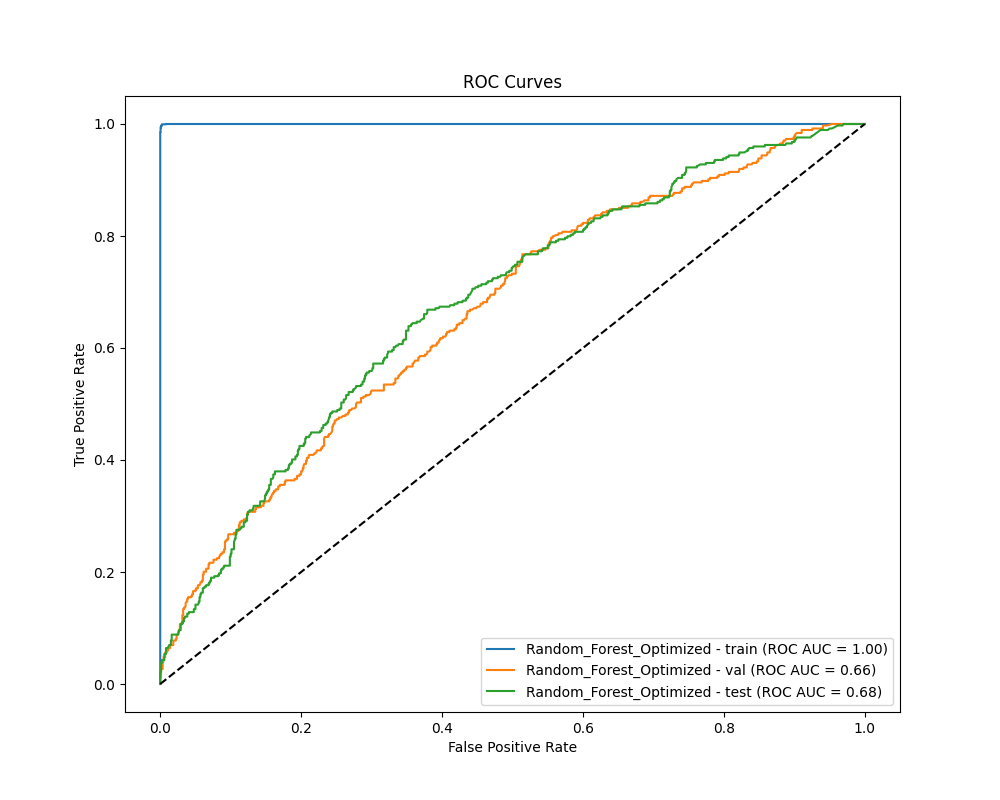 ROC Curves
True Positive Rate
1.0
0.8
0.6
0.4
0.2
0.0
Random_Forest_Optimized - train (ROC AUC = 1.00)
Random_Forest_Optimized - val (ROC AUC = 0.66)
Random_Forest_Optimized - test (ROC AUC = 0.68)
0.0 0.2 0.4 0.6 0.8 1.0
False Positive Rate